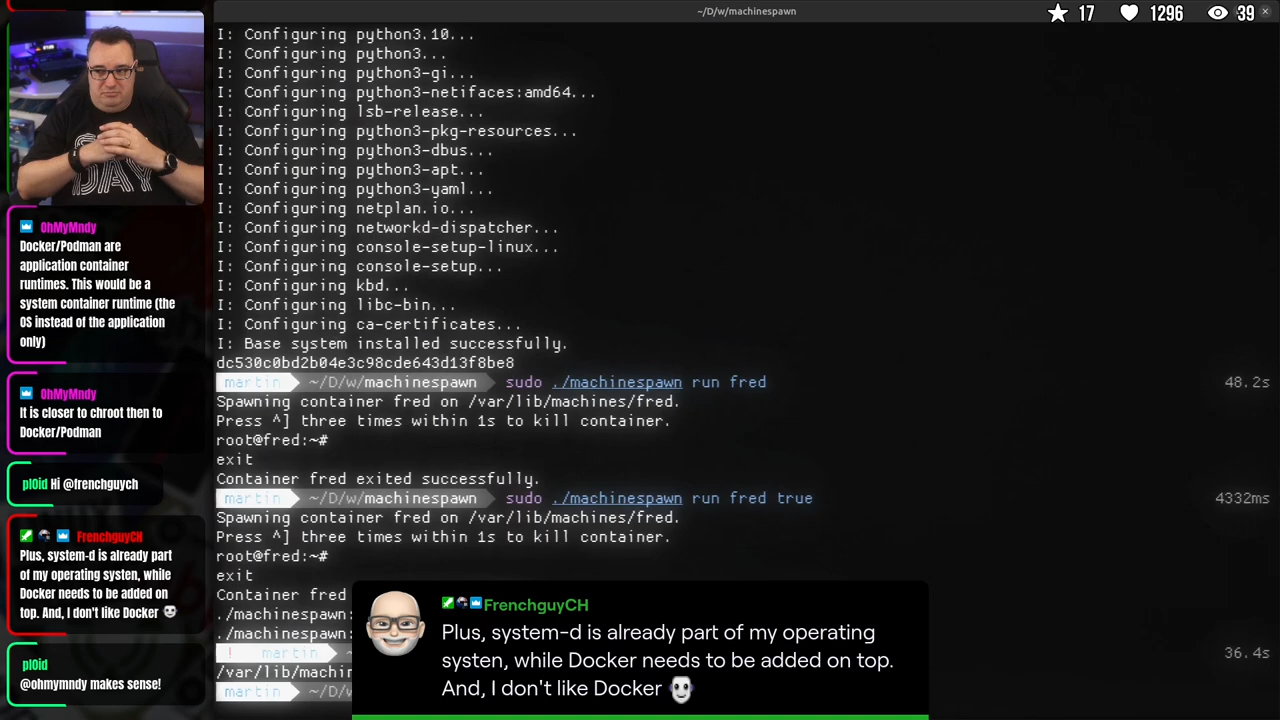 ~/D/w/machinespawn
17
1296
39
I: Configuring python3.10...
I: Configuring python3...
I: Configuring python3-gi...
I: Configuring python3-netifaces:amd64...
I: Configuring lsb-release...
I: Configuring python3-pkg-resources...
I: Configuring python3-dbus...
I: Configuring python3-apt...
I: Configuring python3-yaml...
I: Configuring netplan.io...
I: Configuring networkd-dispatcher...
I: Configuring console-setup-linux...
I: Configuring console-setup...
I: Configuring kbd...
I: Configuring libc-bin...
I: Configuring ca-certificates...
I: Base system installed successfully.
dc530c0bd2b04e3c98cde643d13f8be8
martin ~/D/w/machinespawn sudo ./machinespawn run fred 48.2s
Spawning container fred on /var/lib/machines/fred.
Press ^] three times within 1s to kill container.
root@fred:~#
exit
Container fred exited successfully.
martin ~/D/w/machinespawn sudo ./machinespawn run fred true 4332ms
Spawning container fred on /var/lib/machines/fred.
Press ^] three times within 1s to kill container.
root@fred:~#
exit
Container fred
./machinespawn:
./machinespawn:
! martin ~ 36.4s
/var/lib/machin
martin ~/D/w
DAY
OhMyMndy
Docker/Podman are
application container
runtimes. This would be a
system container runtime (the
OS instead of the application
only)
OhMyMndy
It is closer to chroot then to
Docker/Podman
pl0id Hi @frenchguych
FrenchguyCH
Plus, system-d is already part
of my operating systen, while
Docker needs to be added on
top. And, I don't like Docker
pl0id
@ohmymndy makes sense!
FrenchguyCH
Plus, system-d is already part of my operating
systen, while Docker needs to be added on top.
And, I don't like Docker